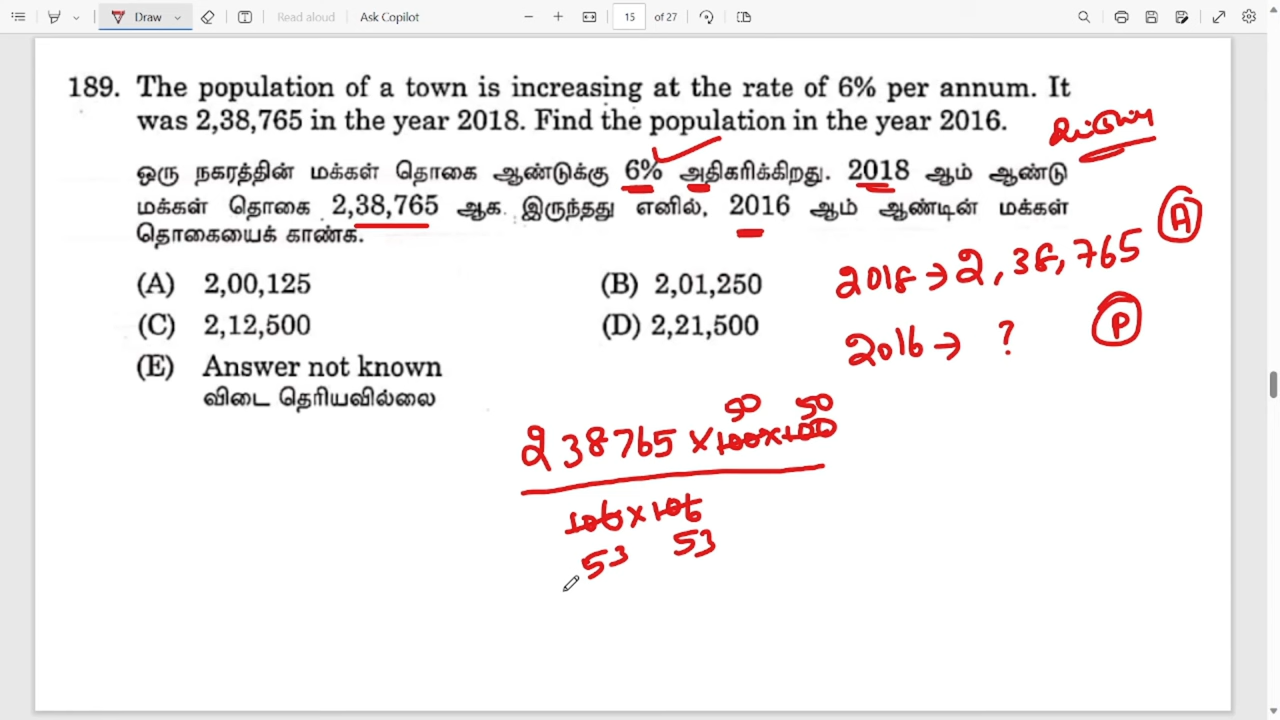 Draw
Read aloud
Ask Copilot
15 of 27
189. The population of a town is increasing at the rate of 6% per annum. It
was 2,38,765 in the year 2018. Find the population in the year 2016.
ஒரு நகரத்தின் மக்கள் தொகை ஆண்டுக்கு 6% அதிகரிக்கிறது. 2018 ஆம் ஆண்டு
மக்கள் தொகை 2,38,765 ஆக இருந்தது எனில், 2016 ஆம் ஆண்டின் மக்கள்
தொகையைக் காண்க.
(A) 2,00,125
(B) 2,01,250
(C) 2,12,500
(D) 2,21,500
(E) Answer not known
விடை தெரியவில்லை
2018 → 2,38,765 A
2016 → ? P
50 50
238765 × 100 × 100
106 × 106
53 53